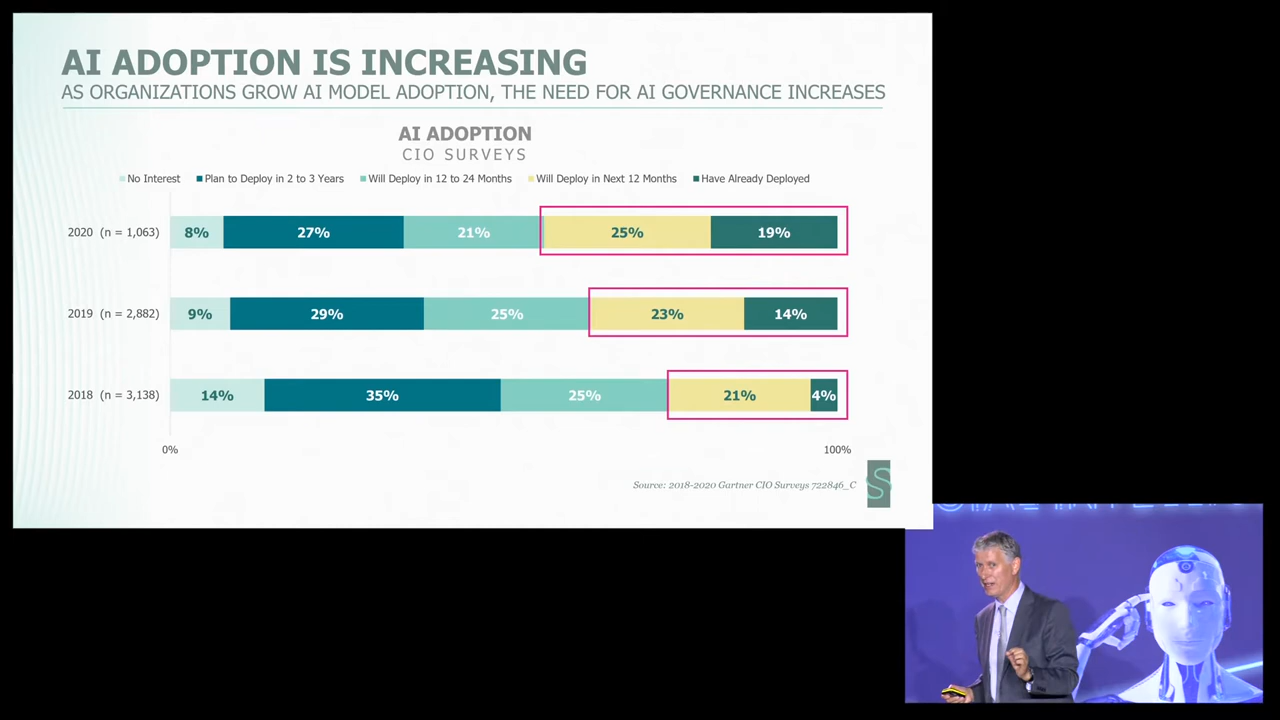 AI ADOPTION IS INCREASING
AS ORGANIZATIONS GROW AI MODEL ADOPTION, THE NEED FOR AI GOVERNANCE INCREASES
AI ADOPTION
CIO SURVEYS
No Interest Plan to Deploy in 2 to 3 Years Will Deploy in 12 to 24 Months Will Deploy in Next 12 Months Have Already Deployed
2020 (n = 1,063) 8% 27% 21% 25% 19%
2019 (n = 2,882) 9% 29% 25% 23% 14%
2018 (n = 3,138) 14% 35% 25% 21% 4%
0% 100%
Source: 2018-2020 Gartner CIO Surveys 722846_C
S